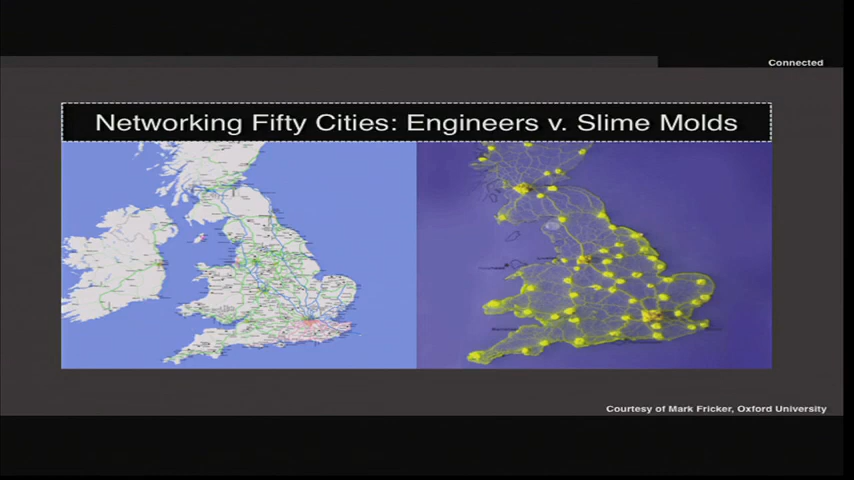 Connected
Networking Fifty Cities: Engineers v. Slime Molds
Courtesy of Mark Fricker, Oxford University